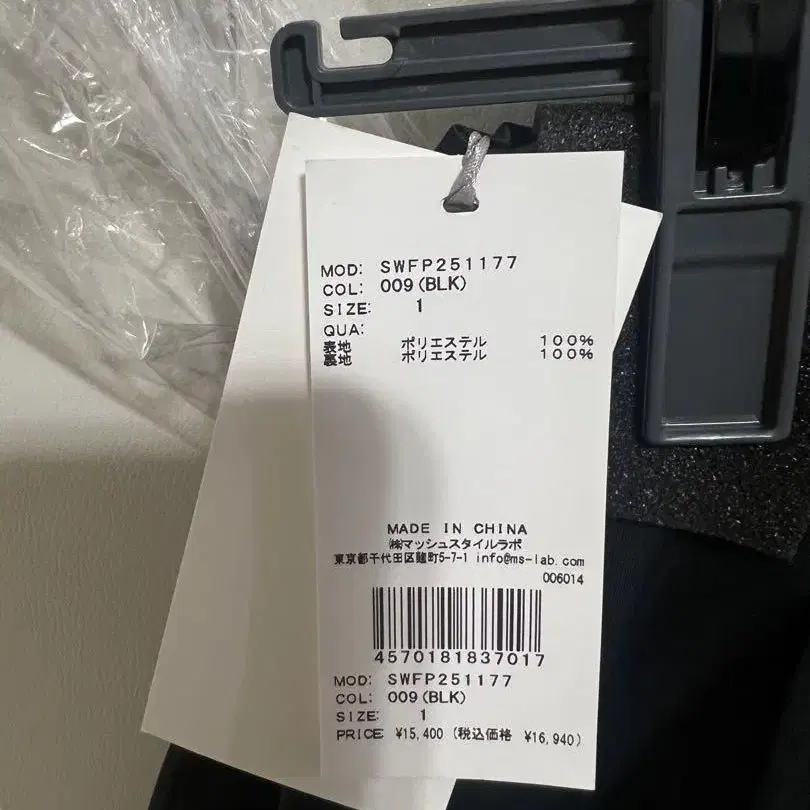 MOD: SWFP251177
COL: 009(BLK)
SIZE: 1
QUA:
表地 ポリエステル 100%
裏地 ポリエステル 100%
MADE IN CHINA
㈱マッシュスタイルラボ
東京都千代田区麹町5-7-1 info@ms-lab.com
006014
4570181837017
MOD: SWFP251177
COL: 009(BLK)
SIZE: 1
PRICE: ¥15,400 (税込価格 ¥16,940)